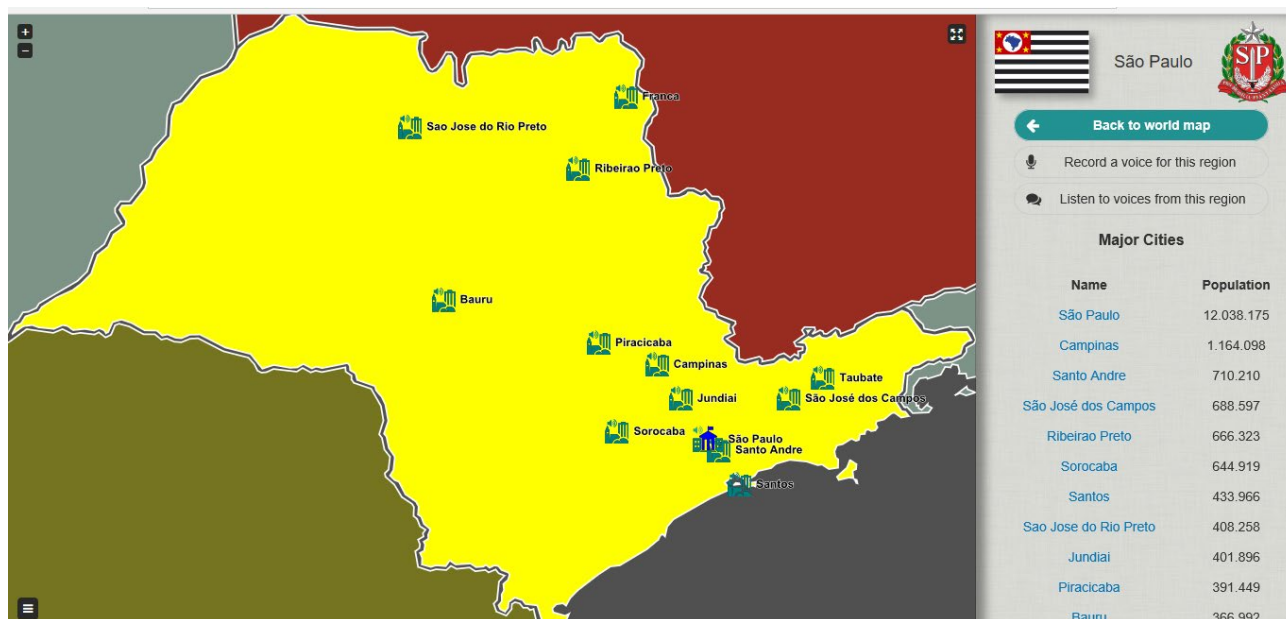 +
−
Franca
Sao Jose do Rio Preto
Ribeirao Preto
Bauru
Piracicaba
Campinas
Taubate
Jundiai
São José dos Campos
Sorocaba
São Paulo
Santo Andre
Santos
São Paulo
SP
Back to world map
Record a voice for this region
Listen to voices from this region
Major Cities
Name Population
São Paulo 12.038.175
Campinas 1.164.098
Santo Andre 710.210
São José dos Campos 688.597
Ribeirao Preto 666.323
Sorocaba 644.919
Santos 433.966
Sao Jose do Rio Preto 408.258
Jundiai 401.896
Piracicaba 391.449
Bauru 366.992